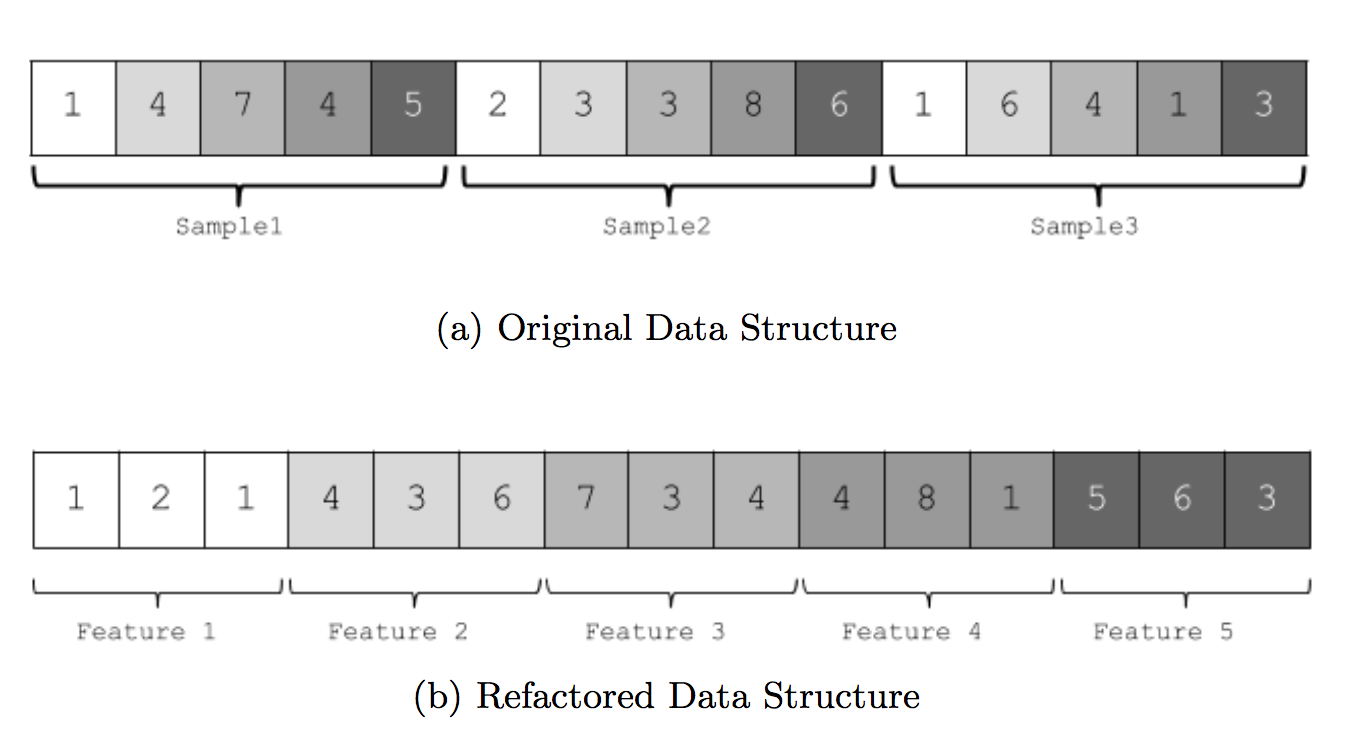 1 4 7 4 5 2 3 3 8 6 1 6 4 1 3
Sample1 Sample2 Sample3
(a) Original Data Structure
1 2 1 4 3 6 7 3 4 4 8 1 5 6 3
Feature 1 Feature 2 Feature 3 Feature 4 Feature 5
(b) Refactored Data Structure